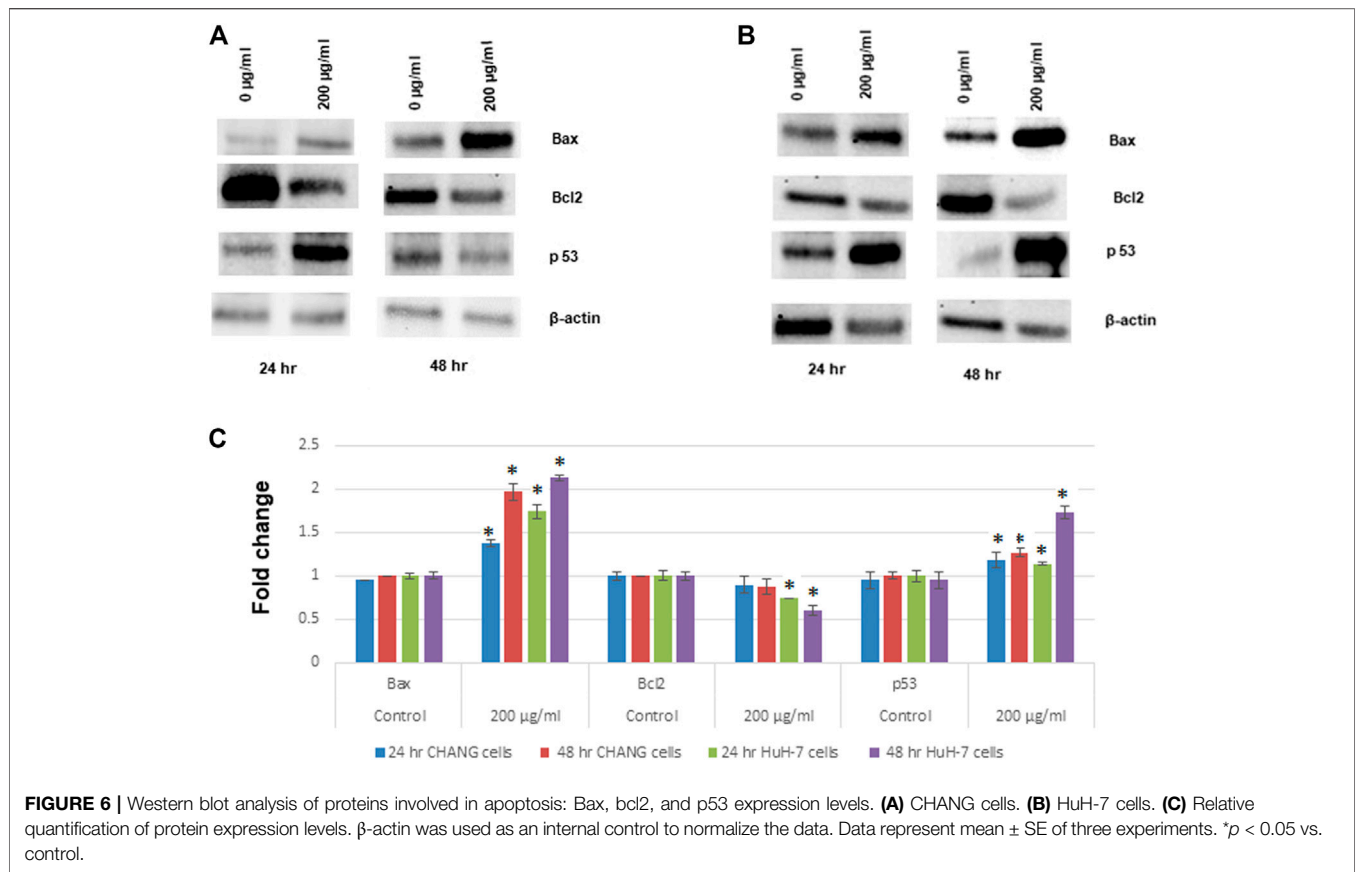 A
B
0 µg/ml
200 µg/ml
0 µg/ml
200 µg/ml
0 µg/ml
200 µg/ml
0 µg/ml
200 µg/ml
Bax
Bcl2
p 53
β-actin
24 hr
48 hr
Bax
Bcl2
p 53
β-actin
24 hr
48 hr
C
Fold change
2.5
2
1.5
1
0.5
0
* * * * * * * * * *
Bax Bcl2 p53
Control 200 µg/ml Control 200 µg/ml Control 200 µg/ml
24 hr CHANG cells 48 hr CHANG cells 24 hr HuH-7 cells 48 hr HuH-7 cells
FIGURE 6 | Western blot analysis of proteins involved in apoptosis: Bax, bcl2, and p53 expression levels. (A) CHANG cells. (B) HuH-7 cells. (C) Relative
quantification of protein expression levels. β-actin was used as an internal control to normalize the data. Data represent mean ± SE of three experiments. *p < 0.05 vs.
control.